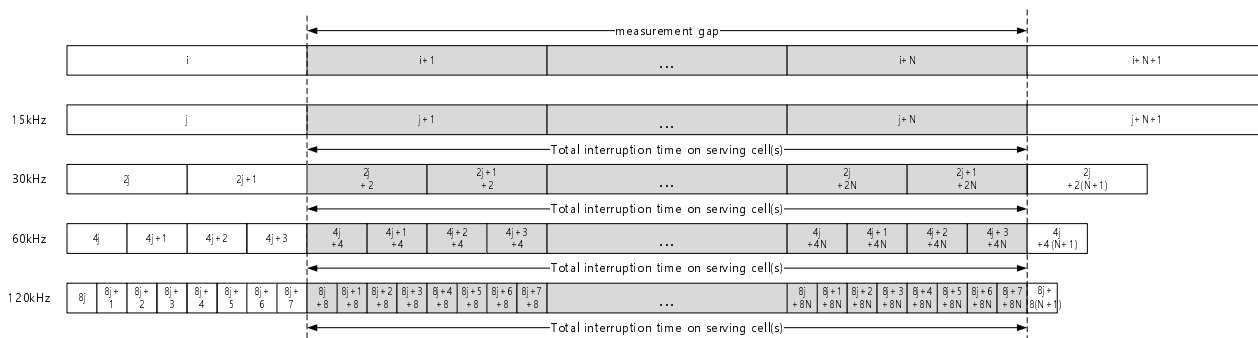 measurement gap
i i+1 ... i+N i+N+1
15kHz j j+1 ... j+N j+N+1
Total interruption time on serving cell(s)
30kHz 2j 2j+1 2j 2j+1 ... 2j 2j+1 2j
+2 +2 +2N +2N +2(N+1)
Total interruption time on serving cell(s)
60kHz 4j 4j+1 4j+2 4j+3 4j 4j+1 4j+2 4j+3 ... 4j 4j+1 4j+2 4j+3 4j
+4 +4 +4 +4 +4N +4N +4N +4N +4(N+1)
Total interruption time on serving cell(s)
120kHz 8j 8j+ 8j+ 8j+ 8j+ 8j+ 8j+ 8j+ 8j 8j+1 8j+2 8j+3 8j+4 8j+5 8j+6 8j+7 ... 8j 8j+1 8j+2 8j+3 8j+4 8j+5 8j+6 8j+7 8j+
1 2 3 4 5 6 7 +8 +8 +8 +8 +8 +8 +8 +8 +8N +8N +8N +8N +8N +8N +8N +8N 8(N+1)
Total interruption time on serving cell(s)